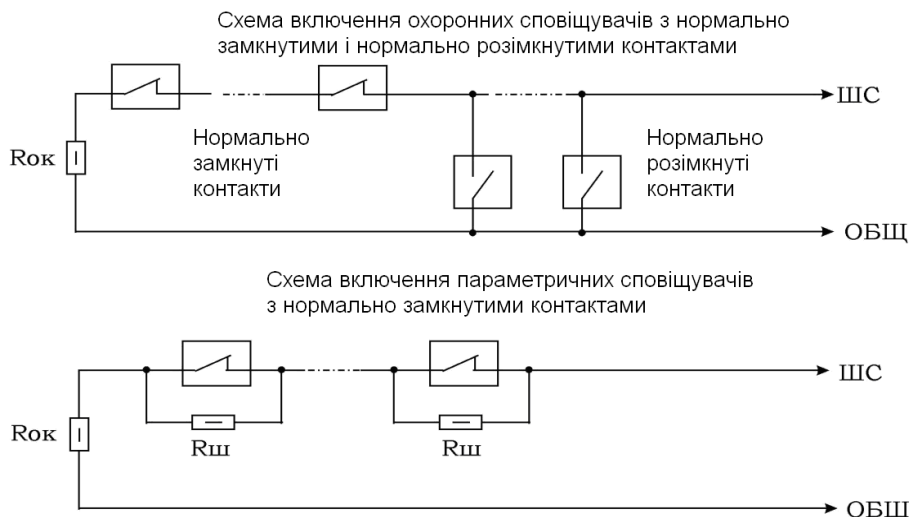 Схема включення охоронних сповіщувачів з нормально
замкнутими і нормально розімкнутими контактами
ШС
Rок
Нормально
замкнуті
контакти
Нормально
розімкнуті
контакти
ОБЩ
Схема включення параметричних сповіщувачів
з нормально замкнутими контактами
ШС
Rок
Rш
Rш
ОБЩ